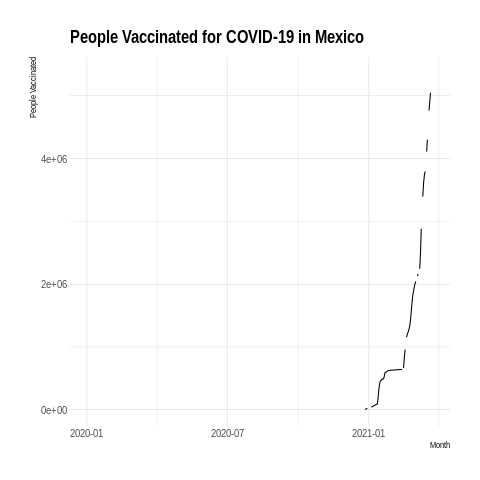 People Vaccinated for COVID-19 in Mexico
People Vaccinated
4e+06
2e+06
0e+00
2020-01 2020-07 2021-01
Month